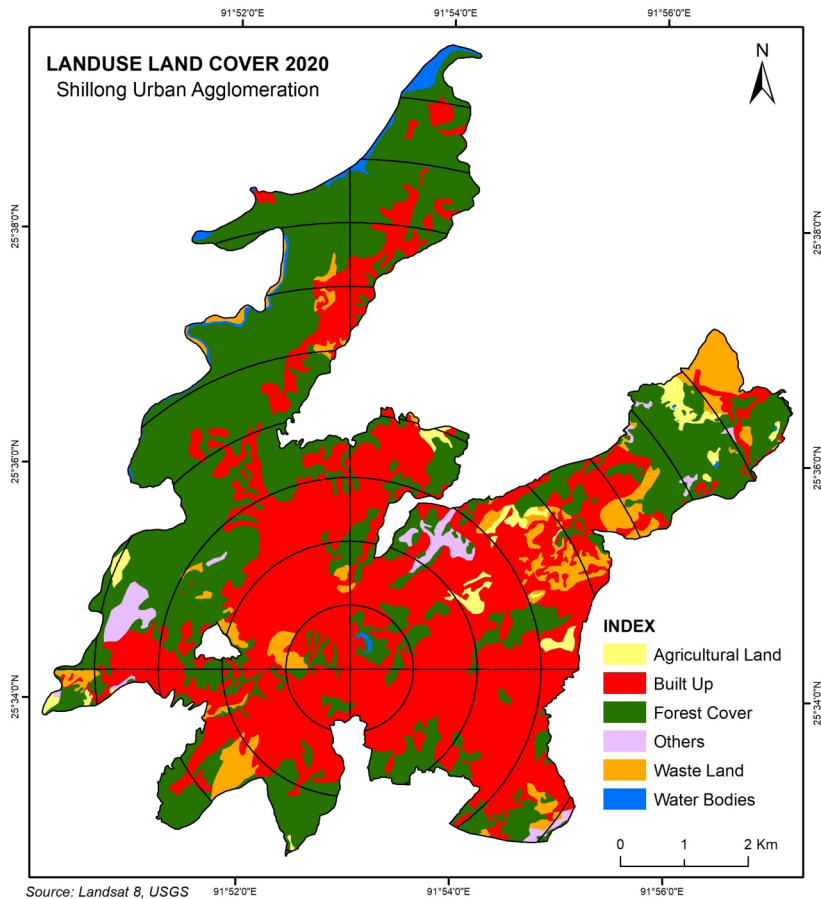 91°52'0"E 91°54'0"E 91°56'0"E
LANDUSE LAND COVER 2020
Shillong Urban Agglomeration
N
25°38'0"N 25°38'0"N
25°36'0"N 25°36'0"N
INDEX
Agricultural Land
Built Up
Forest Cover
Others
Waste Land
Water Bodies
25°34'0"N 25°34'0"N
0 1 2 Km
91°52'0"E 91°54'0"E 91°56'0"E
Source: Landsat 8, USGS